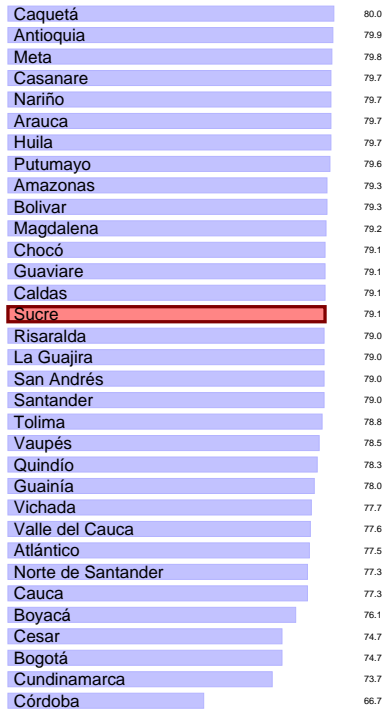 Caquetá 80.0
Antioquia 79.9
Meta 79.8
Casanare 79.7
Nariño 79.7
Arauca 79.7
Huila 79.7
Putumayo 79.6
Amazonas 79.3
Bolivar 79.3
Magdalena 79.2
Chocó 79.1
Guaviare 79.1
Caldas 79.1
Sucre 79.1
Risaralda 79.0
La Guajira 79.0
San Andrés 79.0
Santander 79.0
Tolima 78.8
Vaupés 78.5
Quindío 78.3
Guainía 78.0
Vichada 77.7
Valle del Cauca 77.6
Atlántico 77.5
Norte de Santander 77.3
Cauca 77.3
Boyacá 76.1
Cesar 74.7
Bogotá 74.7
Cundinamarca 73.7
Córdoba 66.7